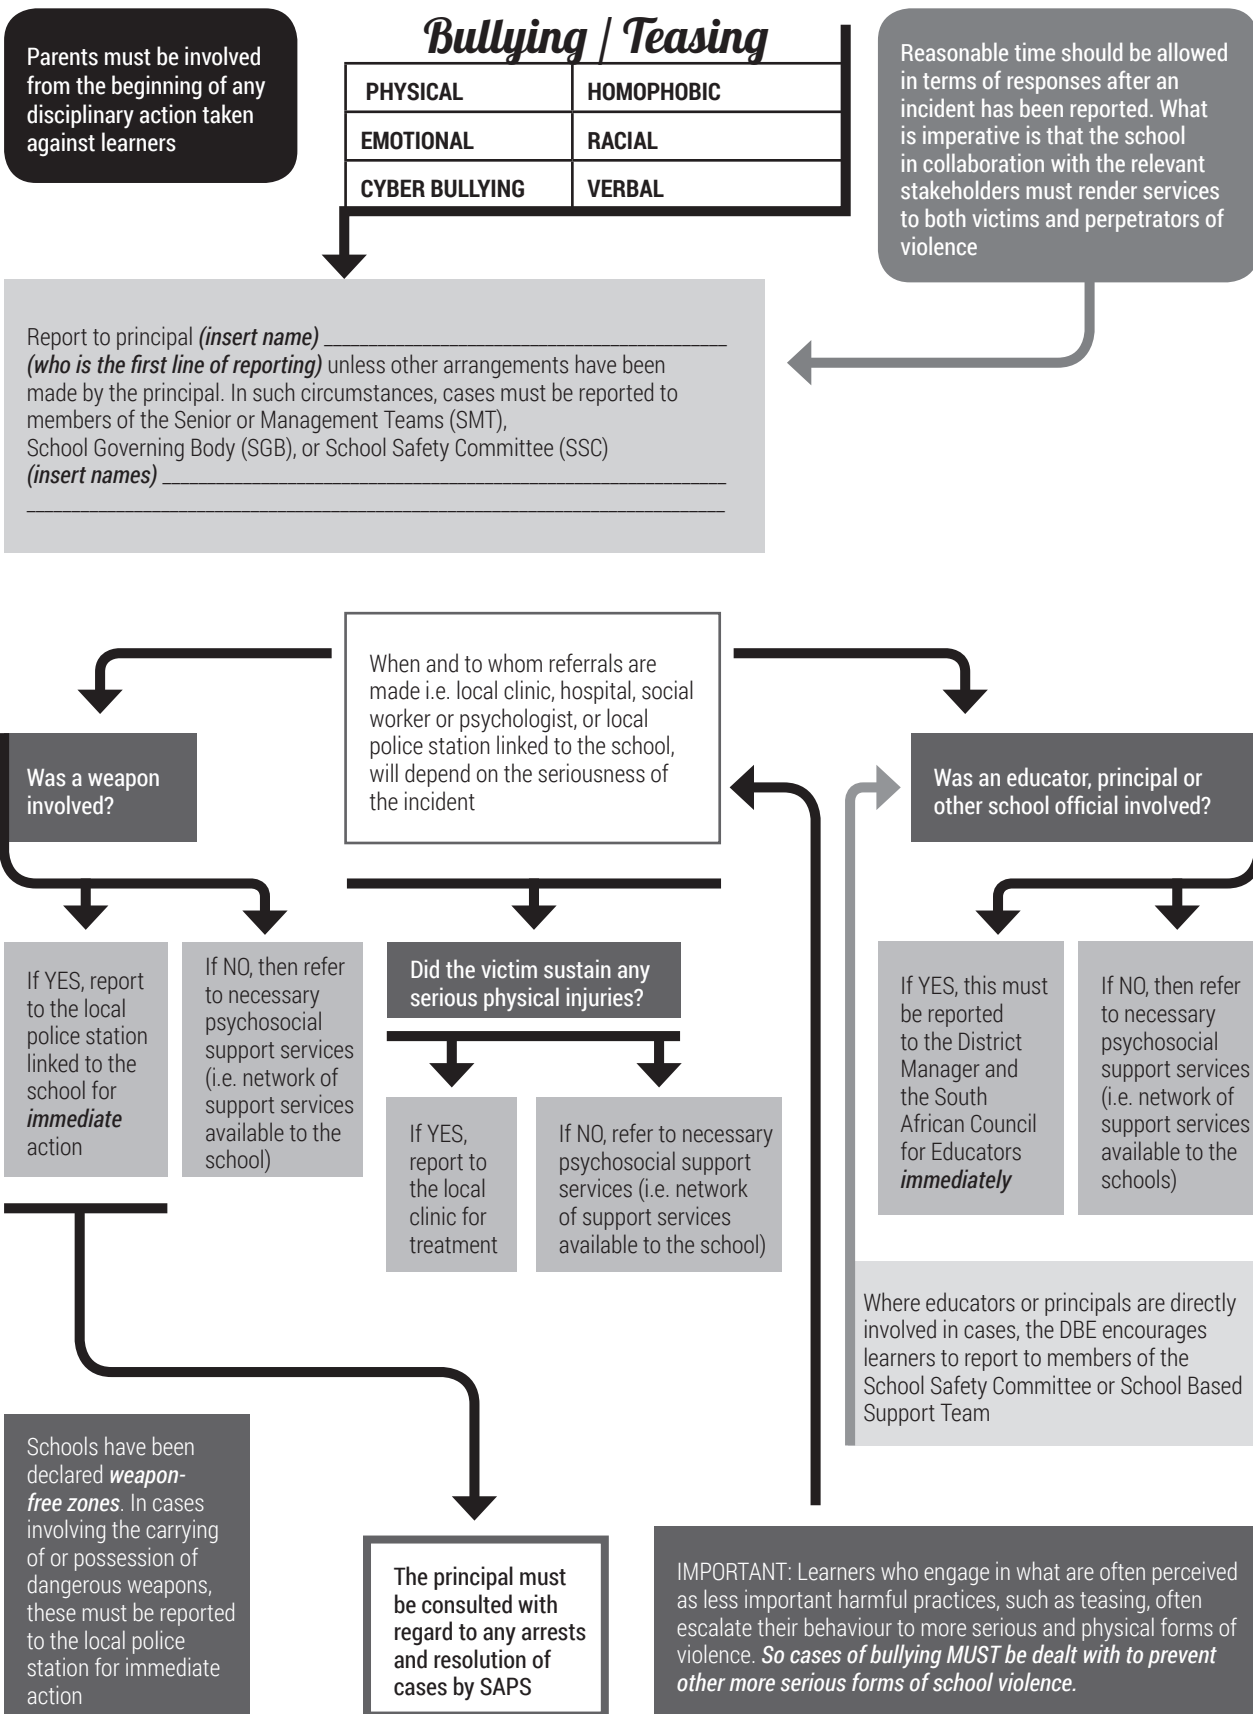 Bullying / Teasing
Parents must be involved
from the beginning of any
disciplinary action taken
against learners
PHYSICAL HOMOPHOBIC
EMOTIONAL RACIAL
CYBER BULLYING VERBAL
Reasonable time should be allowed
in terms of responses after an
incident has been reported. What
is imperative is that the school
in collaboration with the relevant
stakeholders must render services
to both victims and perpetrators of
violence
Report to principal (insert name) ____________________
(who is the first line of reporting) unless other arrangements have been
made by the principal. In such circumstances, cases must be reported to
members of the Senior or Management Teams (SMT),
School Governing Body (SGB), or School Safety Committee (SSC)
(insert names) ____________________
____________________
When and to whom referrals are
made i.e. local clinic, hospital, social
worker or psychologist, or local
police station linked to the school,
will depend on the seriousness of
the incident
Was a weapon
involved?
Was an educator, principal or
other school official involved?
If YES, report
to the local
police station
linked to the
school for
immediate
action
If NO, then refer
to necessary
psychosocial
support services
(i.e. network of
support services
available to the
school)
Did the victim sustain any
serious physical injuries?
If YES,
report to
the local
clinic for
treatment
If NO, refer to necessary
psychosocial support
services (i.e. network
of support services
available to the school)
If YES, this must
be reported
to the District
Manager and
the South
African Council
for Educators
immediately
If NO, then refer
to necessary
psychosocial
support services
(i.e. network of
support services
available to the
schools)
Where educators or principals are directly
involved in cases, the DBE encourages
learners to report to members of the
School Safety Committee or School Based
Support Team
Schools have been
declared weapon-
free zones. In cases
involving the carrying
of or possession of
dangerous weapons,
these must be reported
to the local police
station for immediate
action
The principal must
be consulted with
regard to any arrests
and resolution of
cases by SAPS
IMPORTANT: Learners who engage in what are often perceived
as less important harmful practices, such as teasing, often
escalate their behaviour to more serious and physical forms of
violence. So cases of bullying MUST be dealt with to prevent
other more serious forms of school violence.